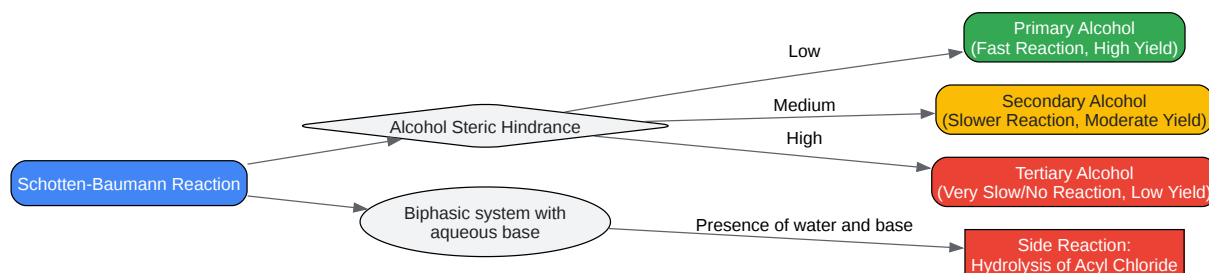 Schotten-Baumann Reaction
Alcohol Steric Hindrance
Biphasic system with
aqueous base
Low
Medium
High
Presence of water and base
Primary Alcohol
(Fast Reaction, High Yield)
Secondary Alcohol
(Slower Reaction, Moderate Yield)
Tertiary Alcohol
(Very Slow/No Reaction, Low Yield)
Side Reaction:
Hydrolysis of Acyl Chloride